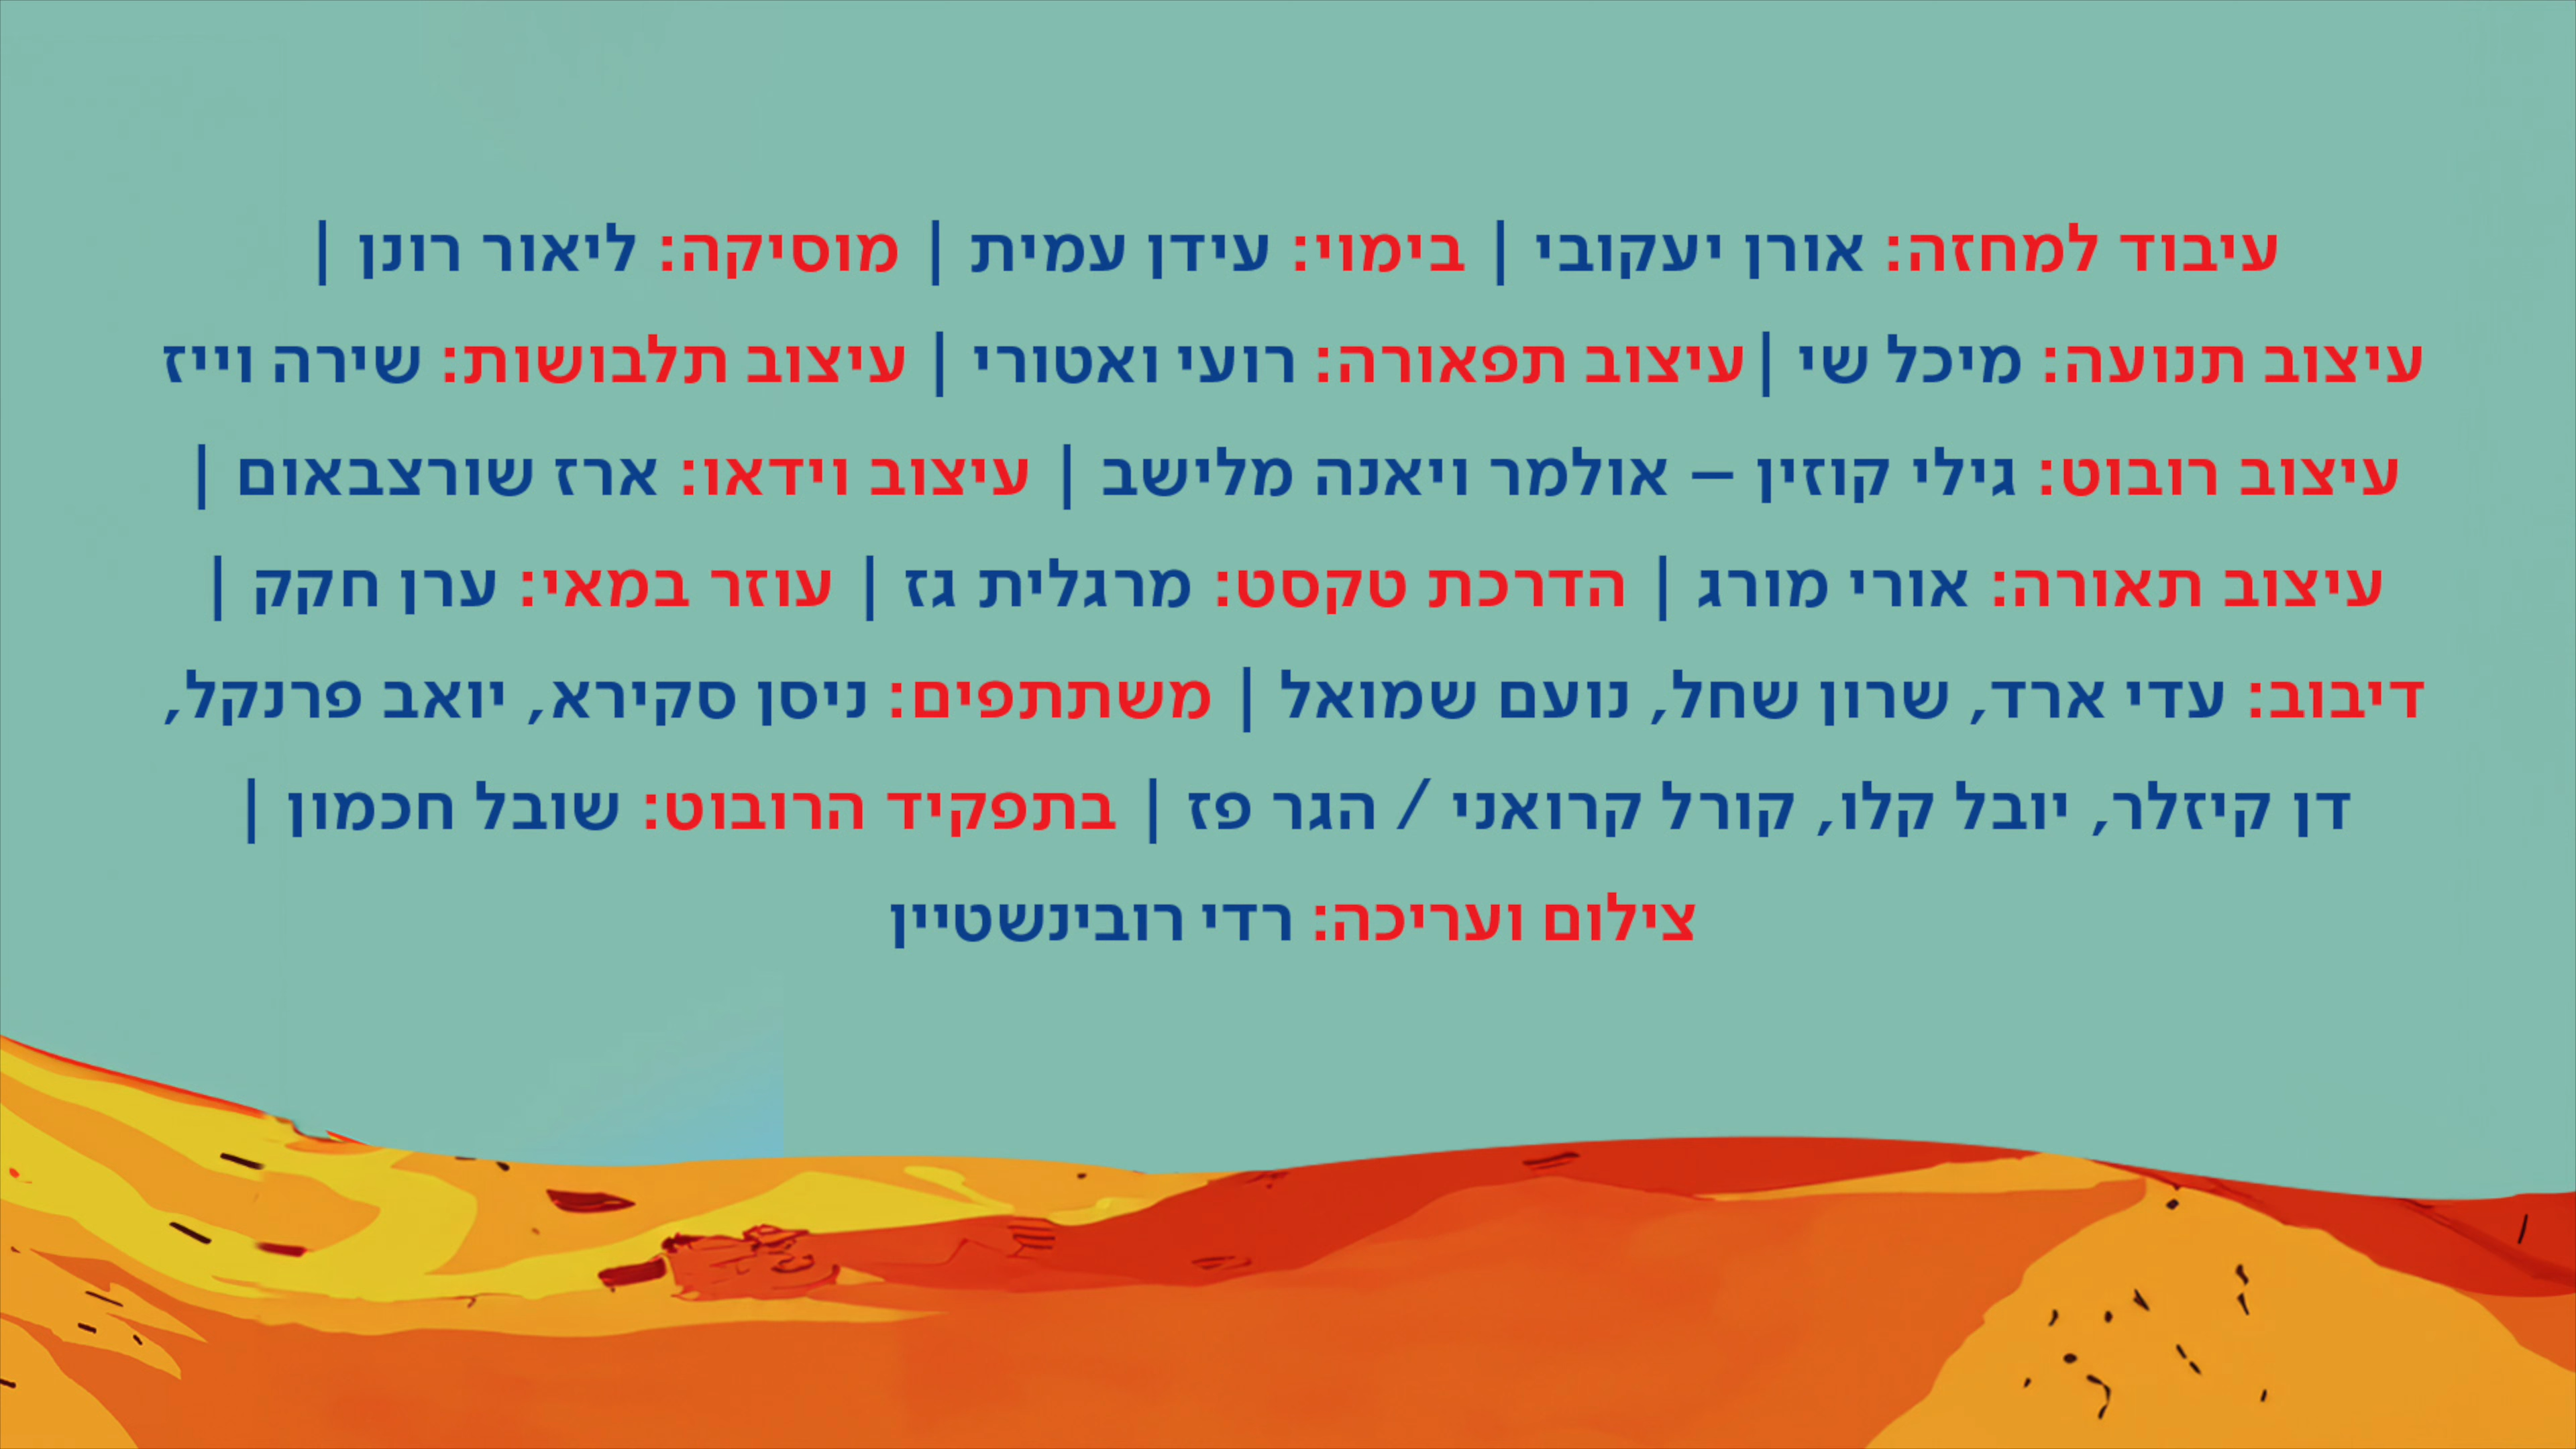 עיבוד למחזה: אורן יעקובי | בימוי: עידן עמית | מוסיקה: ליאור רונן |
עיצוב תנועה: מיכל שי |עיצוב תפאורה: רועי ואטורי | עיצוב תלבושות: שירה וייז
עיצוב רובוט: גילי קוזין – אולמר ויאנה מלישב | עיצוב וידאו: ארז שורצבאום |
עיצוב תאורה: אורי מורג | הדרכת טקסט: מרגלית גז | עוזר במאי: ערן חקק |
דיבוב: עדי ארד, שרון שחל, נועם שמואל | משתתפים: ניסן סקירא, יואב פרנקל,
דן קיזלר, יובל קלו, קורל קרואני / הגר פז | בתפקיד הרובוט: שובל חכמון |
צילום ועריכה: רדי רובינשטיין